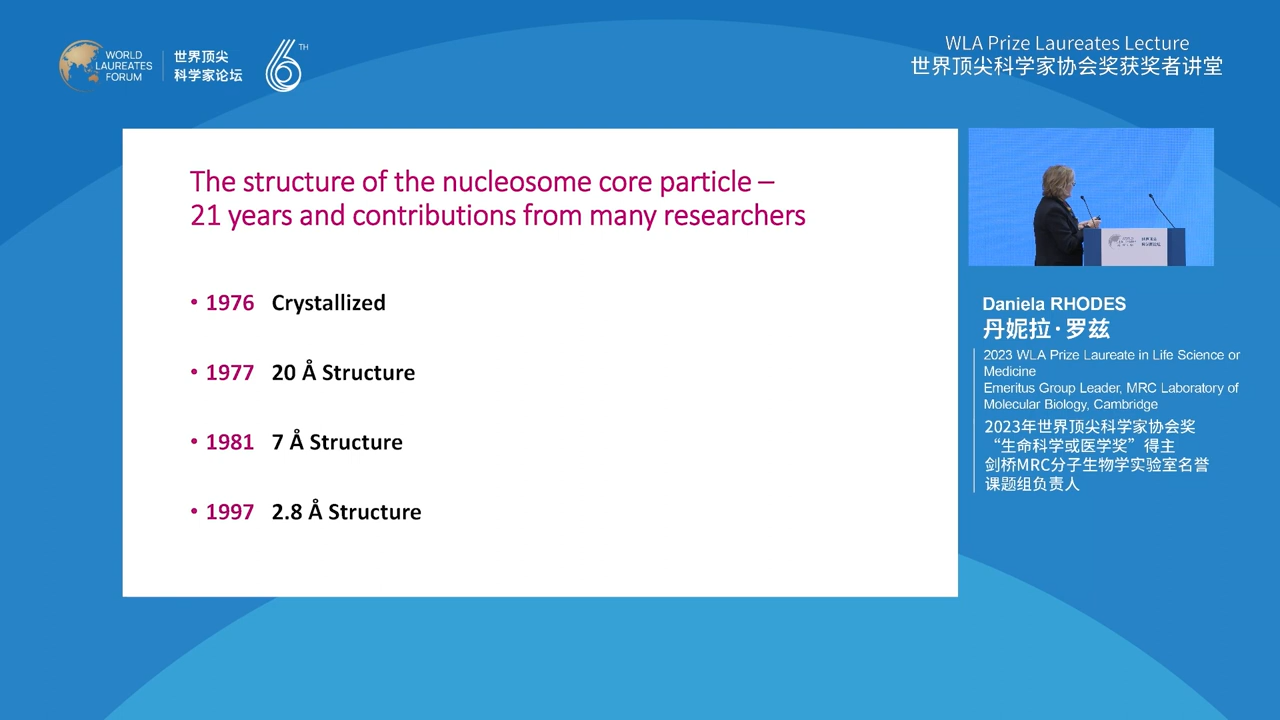 WORLD
LAUREATES
FORUM
世界顶尖
科学家论坛
6TH
WLA Prize Laureates Lecture
世界顶尖科学家协会奖获奖者讲堂
The structure of the nucleosome core particle –
21 years and contributions from many researchers
• 1976 Crystallized
• 1977 20 Å Structure
• 1981 7 Å Structure
• 1997 2.8 Å Structure
Daniela RHODES
丹妮拉·罗兹
2023 WLA Prize Laureate in Life Science or
Medicine
Emeritus Group Leader, MRC Laboratory of
Molecular Biology, Cambridge
2023年世界顶尖科学家协会奖
“生命科学或医学奖”得主
剑桥MRC分子生物学实验室名誉
课题组负责人